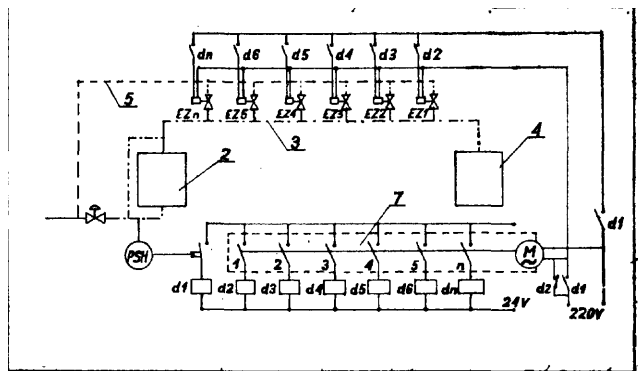 dn d6 d5 d4 d3 d2
5
EZn EZ5 EZ4 EZ3 EZ2 EZ1
3
2
4
7
d1
PSH
1 2 3 4 5 n
M
d1 d2 d3 d4 d5 d6 dn
d2 d1
24V
220V